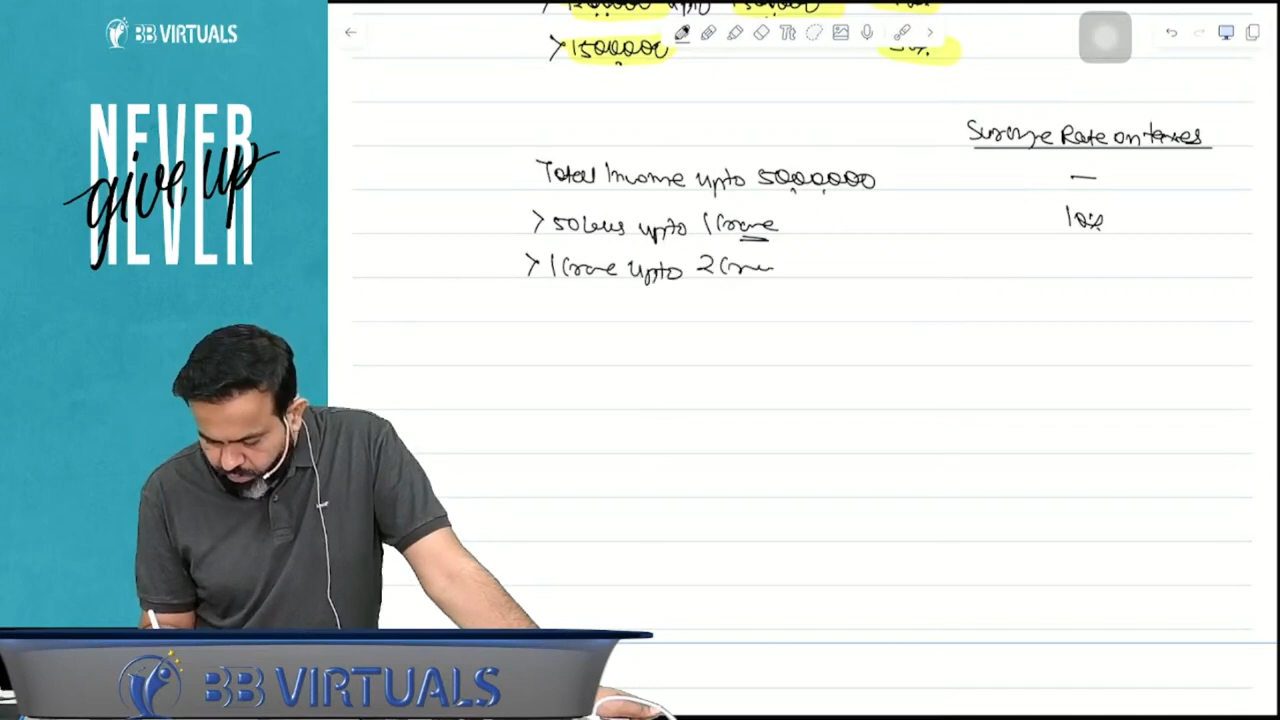 BB VIRTUALS
NEVER
give up
NEVER
> 1500000 30%
Surcharge Rate on taxes
Total Income upto 5000000 —
> 50 Lacs upto 1 Crore 10%
> 1 Crore upto 2 Crore
BB VIRTUALS